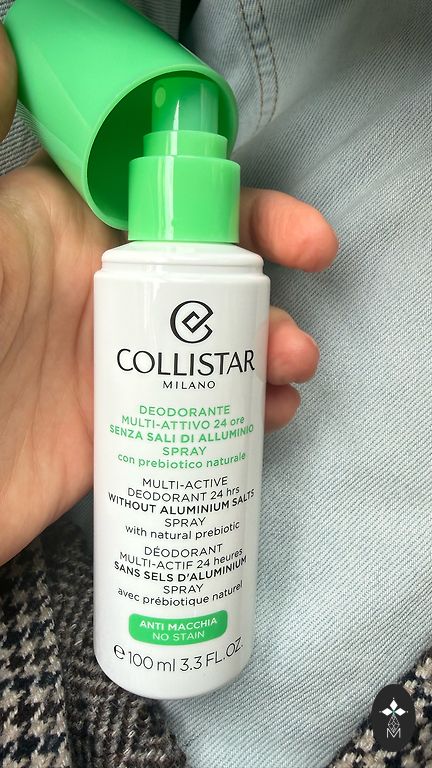 COLLISTAR
MILANO
DEODORANTE
MULTI-ATTIVO 24 ore
SENZA SALI DI ALLUMINIO
SPRAY
con prebiotico naturale
MULTI-ACTIVE
DEODORANT 24 hrs
WITHOUT ALUMINIUM SALTS
SPRAY
with natural prebiotic
DÉODORANT
MULTI-ACTIF 24 heures
SANS SELS D'ALUMINIUM
SPRAY
avec prébiotique naturel
ANTI MACCHIA
NO STAIN
℮ 100 ml 3.3 FL.OZ.